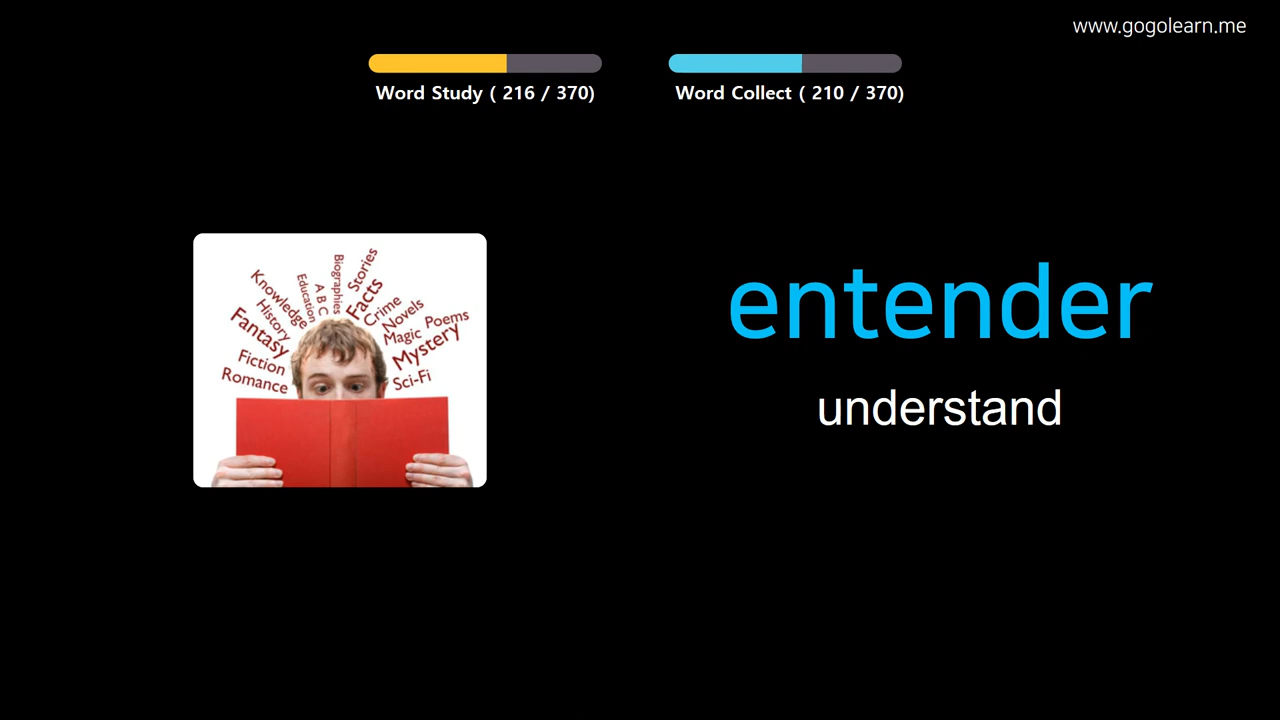 www.gogolearn.me
Word Study ( 216 / 370)
Word Collect ( 210 / 370)
Biographies
Stories
Knowledge
Education
A B C
Facts
History
Crime
Novels
Fantasy
Magic
Poems
Fiction
Mystery
Romance
Sci-Fi
entender
understand